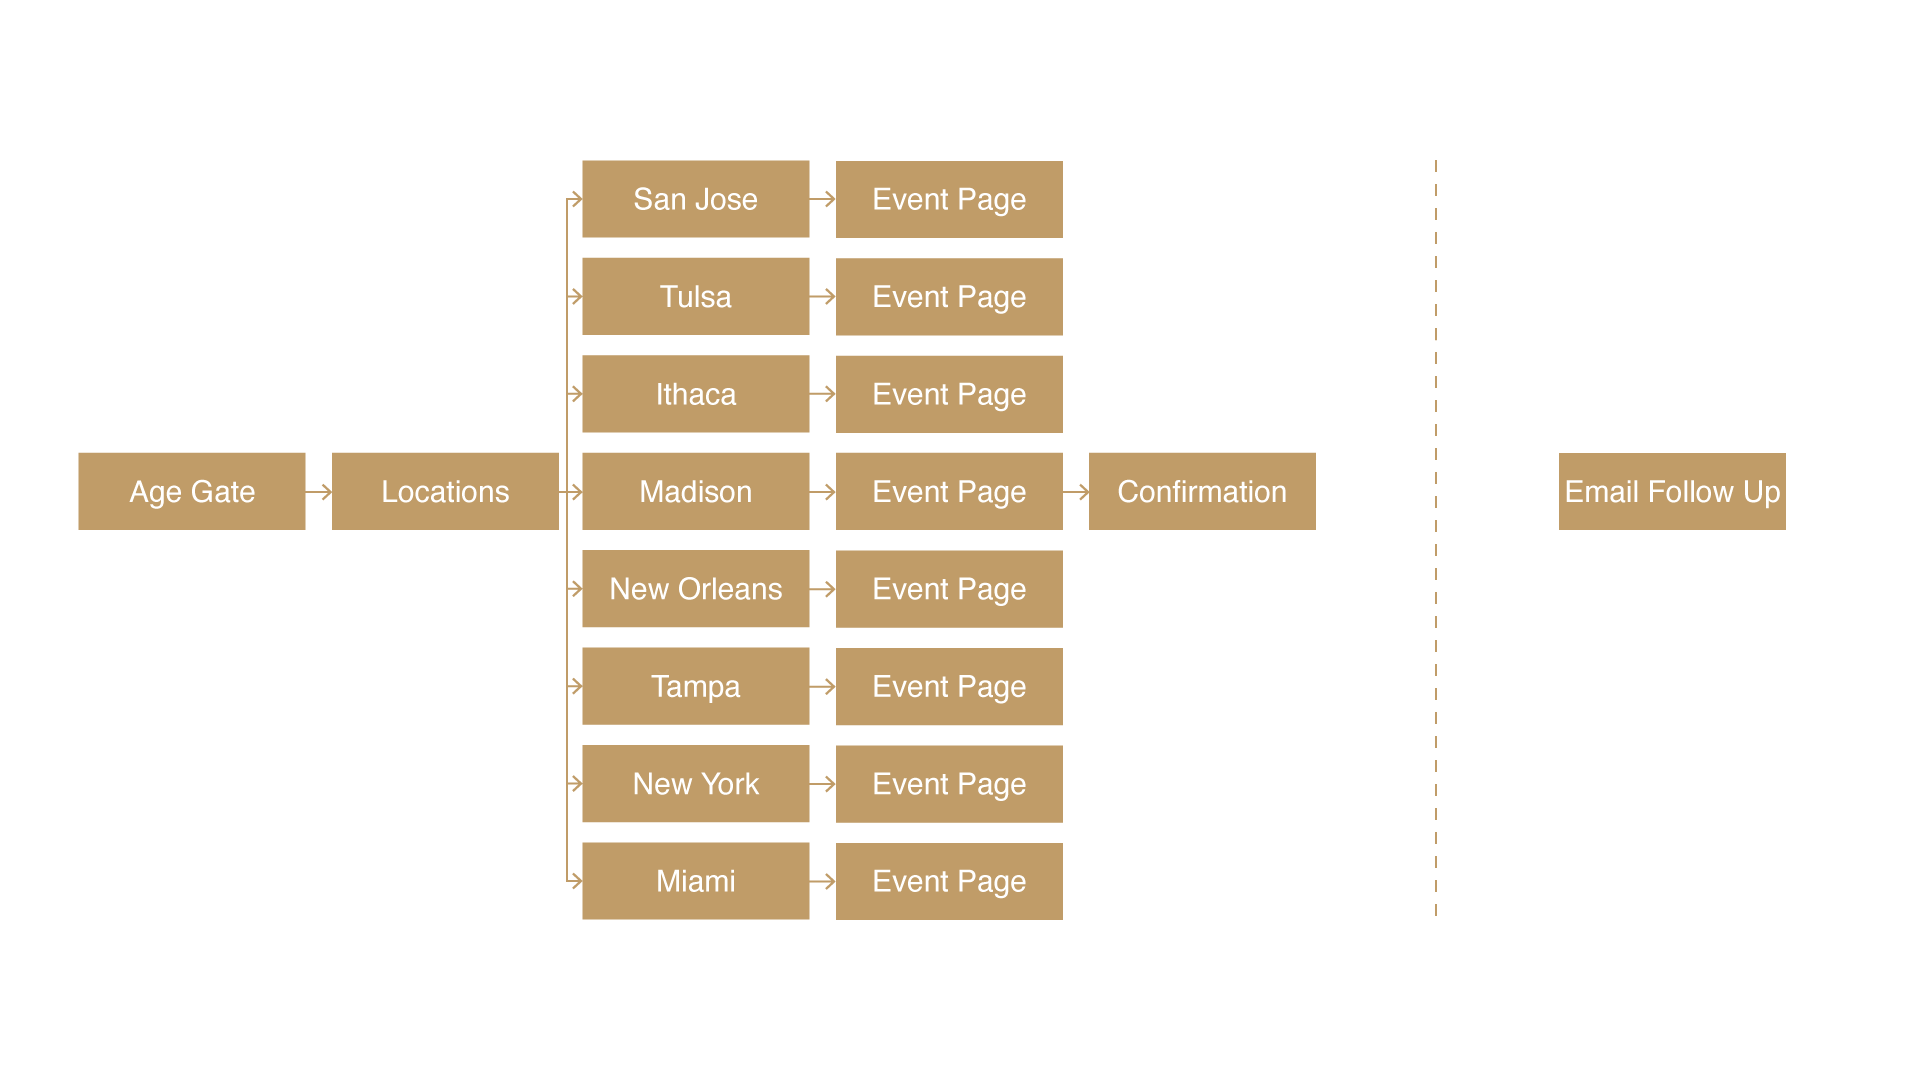 San Jose
Event Page
Tulsa
Event Page
Ithaca
Event Page
Age Gate
Locations
Madison
Event Page
Confirmation
Email Follow Up
New Orleans
Event Page
Tampa
Event Page
New York
Event Page
Miami
Event Page